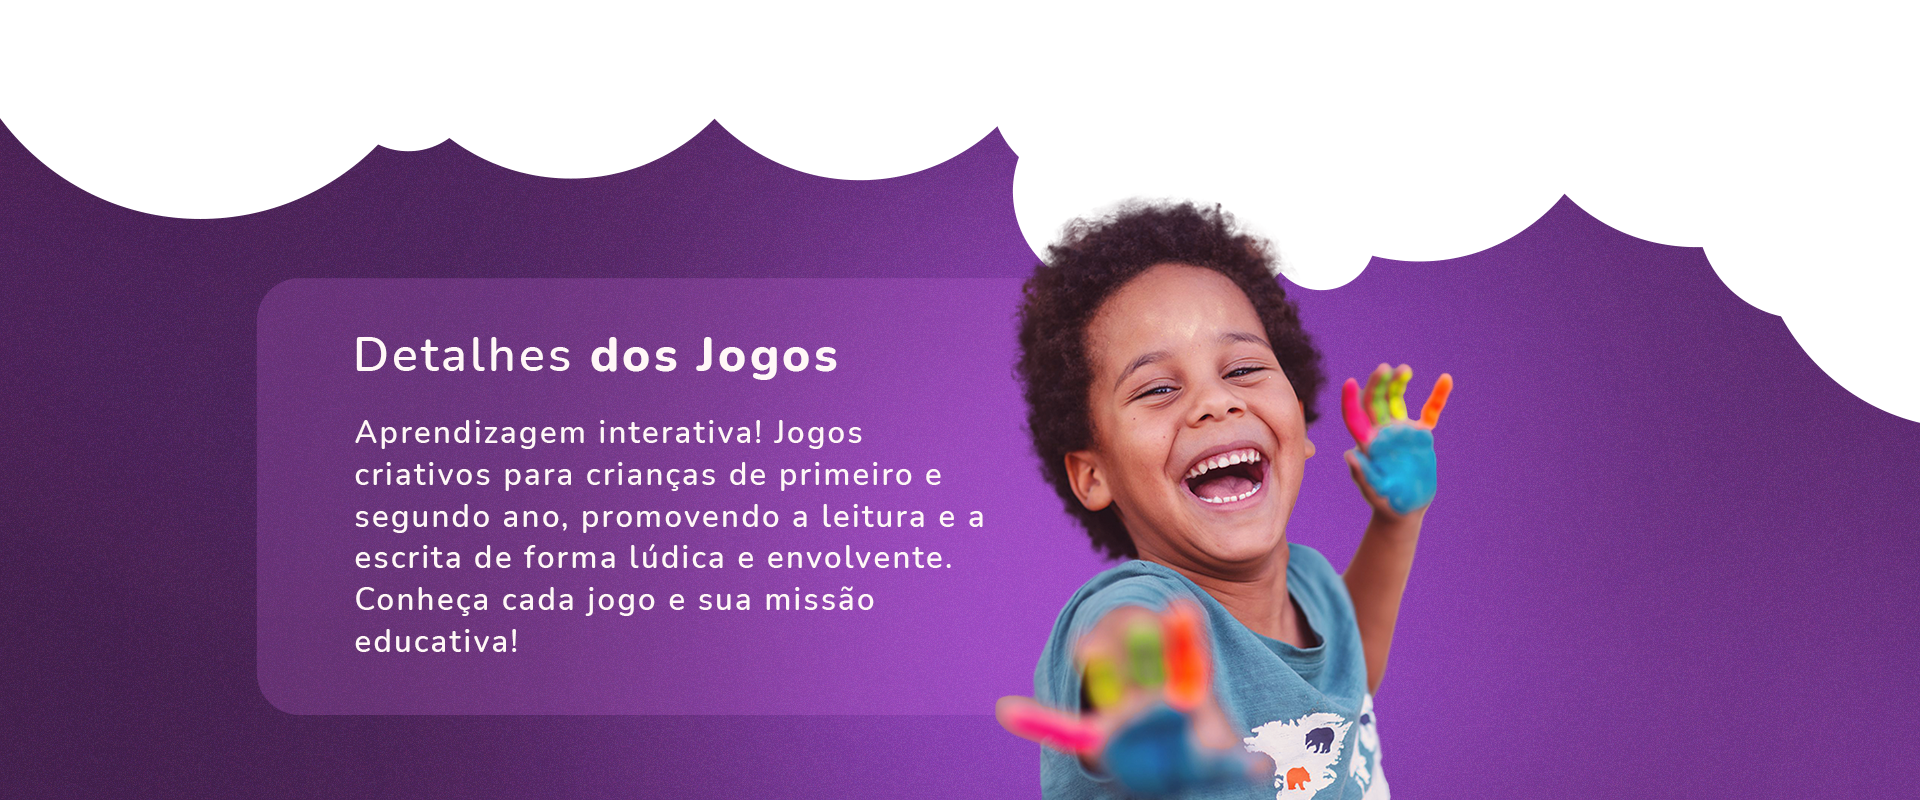 Detalhes dos Jogos
Aprendizagem interativa! Jogos
criativos para crianças de primeiro e
segundo ano, promovendo a leitura e a
escrita de forma lúdica e envolvente.
Conheça cada jogo e sua missão
educativa!